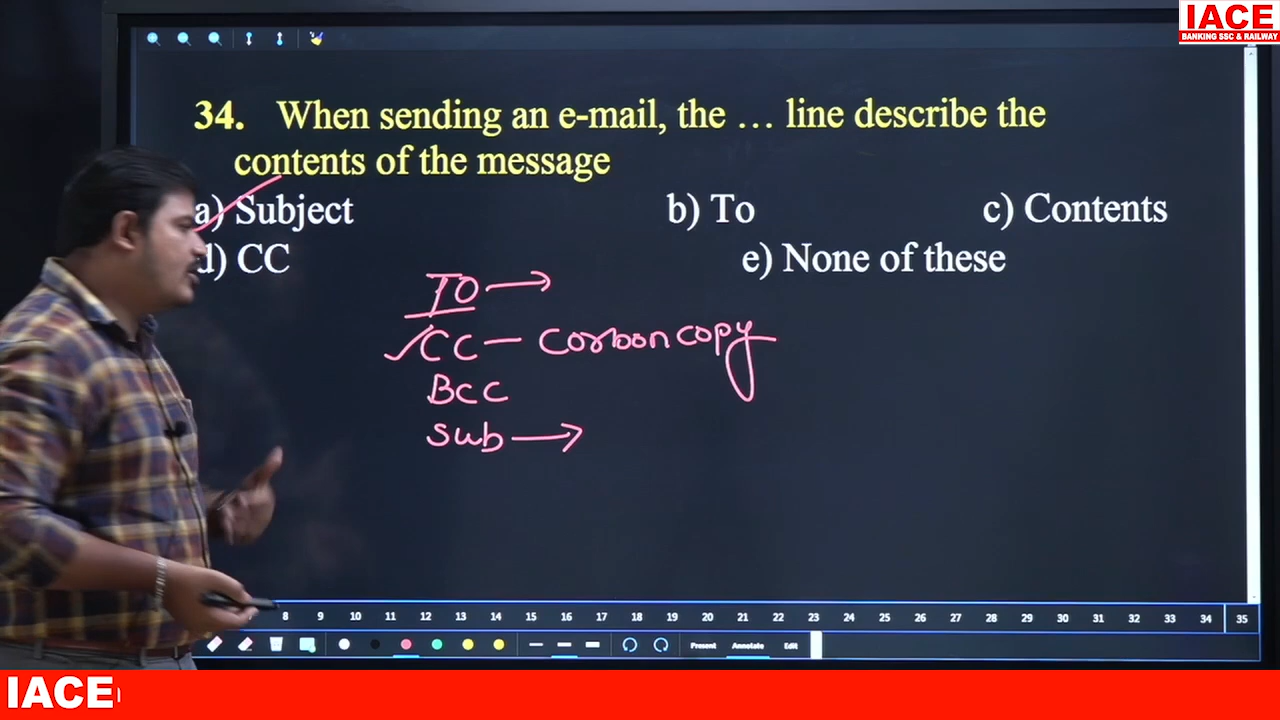 IACE
BANKING SSC & RAILWAY
34. When sending an e-mail, the … line describe the
contents of the message
a) Subject b) To c) Contents
d) CC e) None of these
TO →
✓CC - Carbon copy
BCC
Sub →
8 9 10 11 12 13 14 15 16 17 18 19 20 21 22 23 24 25 26 27 28 29 30 31 32 33 34 35
Present Annotate Edit
IACE